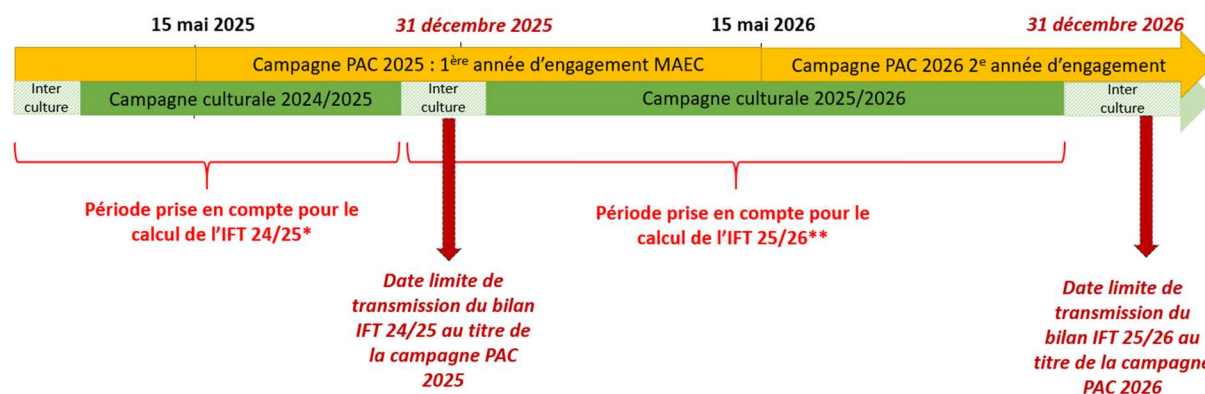 15 mai 2025
31 décembre 2025
15 mai 2026
31 décembre 2026
Campagne PAC 2025 : 1ère année d’engagement MAEC
Campagne PAC 2026 2e année d’engagement
Inter
culture
Campagne culturale 2024/2025
Inter
culture
Campagne culturale 2025/2026
Inter
culture
Période prise en compte pour le
calcul de l’IFT 24/25*
Période prise en compte pour le
calcul de l’IFT 25/26**
Date limite de
transmission du bilan
IFT 24/25 au titre de
la campagne PAC
2025
Date limite de
transmission du
bilan IFT 25/26 au
titre de la campagne
PAC 2026